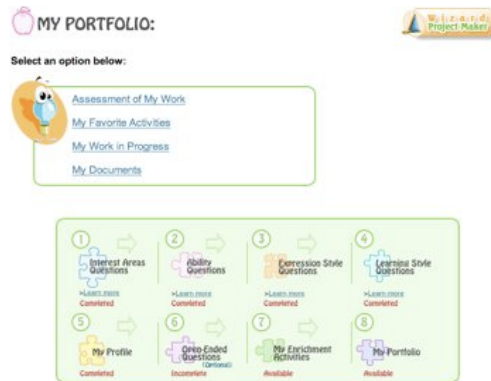 MY PORTFOLIO:
Wizard
Project Maker
Select an option below:
Assessment of My Work
My Favorite Activities
My Work in Progress
My Documents
1
2
3
4
Interest Areas
Questions
Ability
Questions
Expression Style
Questions
Learning Style
Questions
>Learn more
>Learn more
>Learn more
>Learn more
Completed
Completed
Completed
Completed
5
6
7
8
My Profile
Open-Ended
Questions
(Optional)
My Enrichment
Activities
My Portfolio
Completed
Incomplete
Available
Available